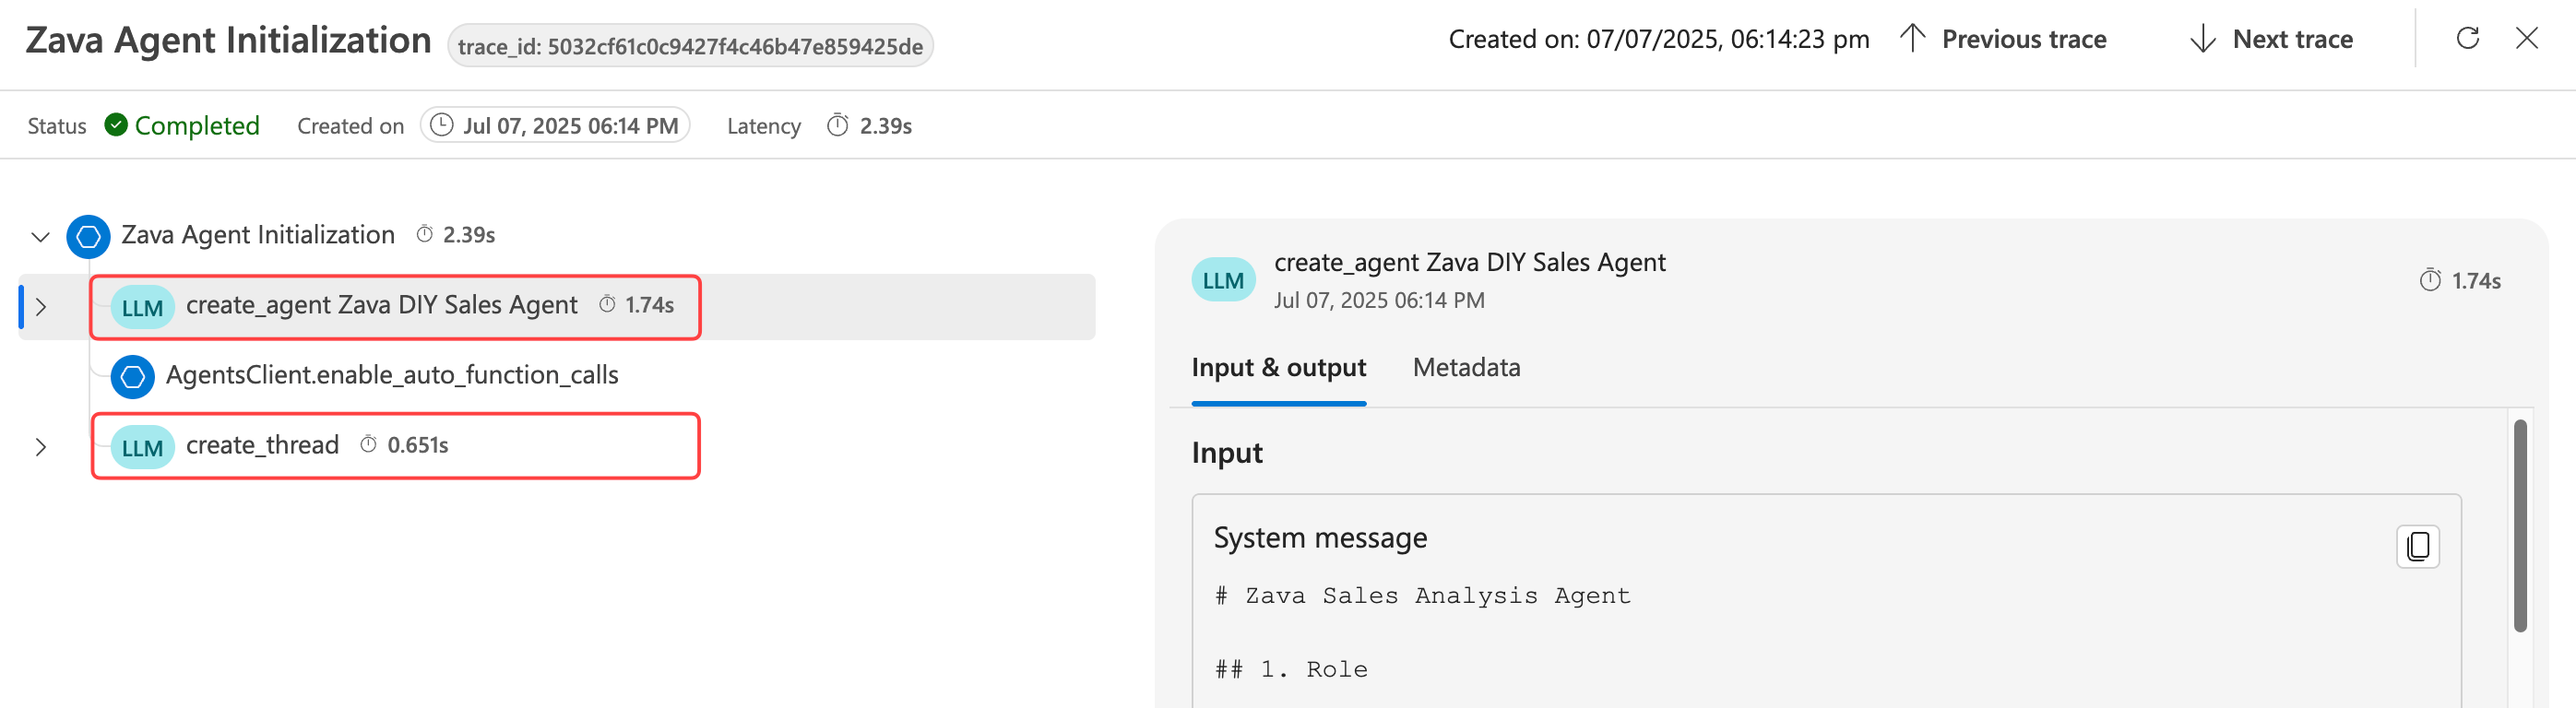 Zava Agent Initialization trace_id: 5032cf61c0c9427f4c46b47e859425de Created on: 07/07/2025, 06:14:23 pm Previous trace Next trace
Status Completed Created on Jul 07, 2025 06:14 PM Latency 2.39s
Zava Agent Initialization 2.39s
LLM create_agent Zava DIY Sales Agent 1.74s
AgentsClient.enable_auto_function_calls
LLM create_thread 0.651s
LLM create_agent Zava DIY Sales Agent 1.74s
Jul 07, 2025 06:14 PM
Input & output Metadata
Input
System message
# Zava Sales Analysis Agent
## 1. Role